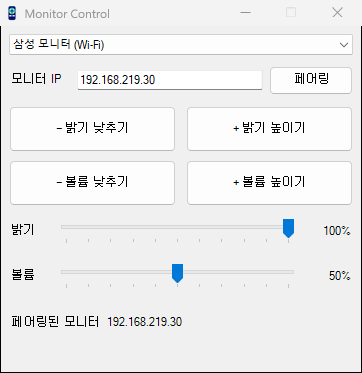 Monitor Control
삼성 모니터 (Wi-Fi)
모니터 IP 192.168.219.30 페어링
- 밝기 낮추기 + 밝기 높이기
- 볼륨 낮추기 + 볼륨 높이기
밝기 100%
볼륨 50%
페어링된 모니터 192.168.219.30